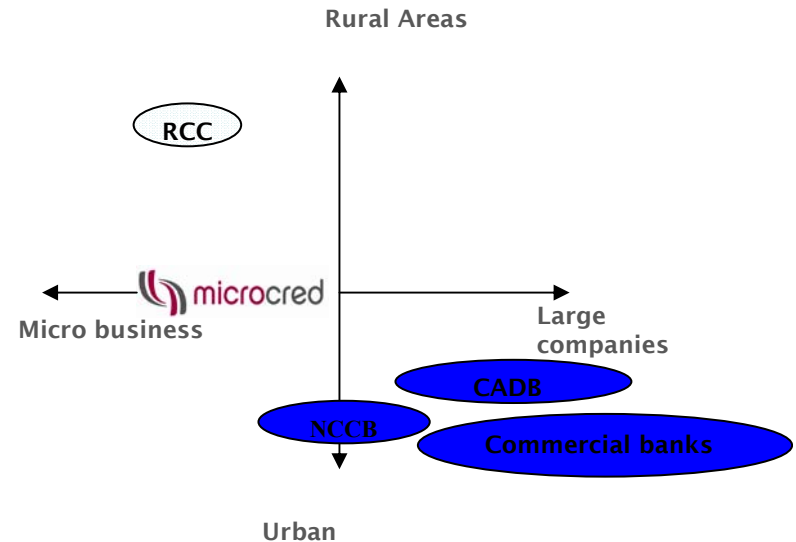 Rural Areas
RCC
microcred
Micro business
Large
companies
CADB
NCCB
Commercial banks
Urban